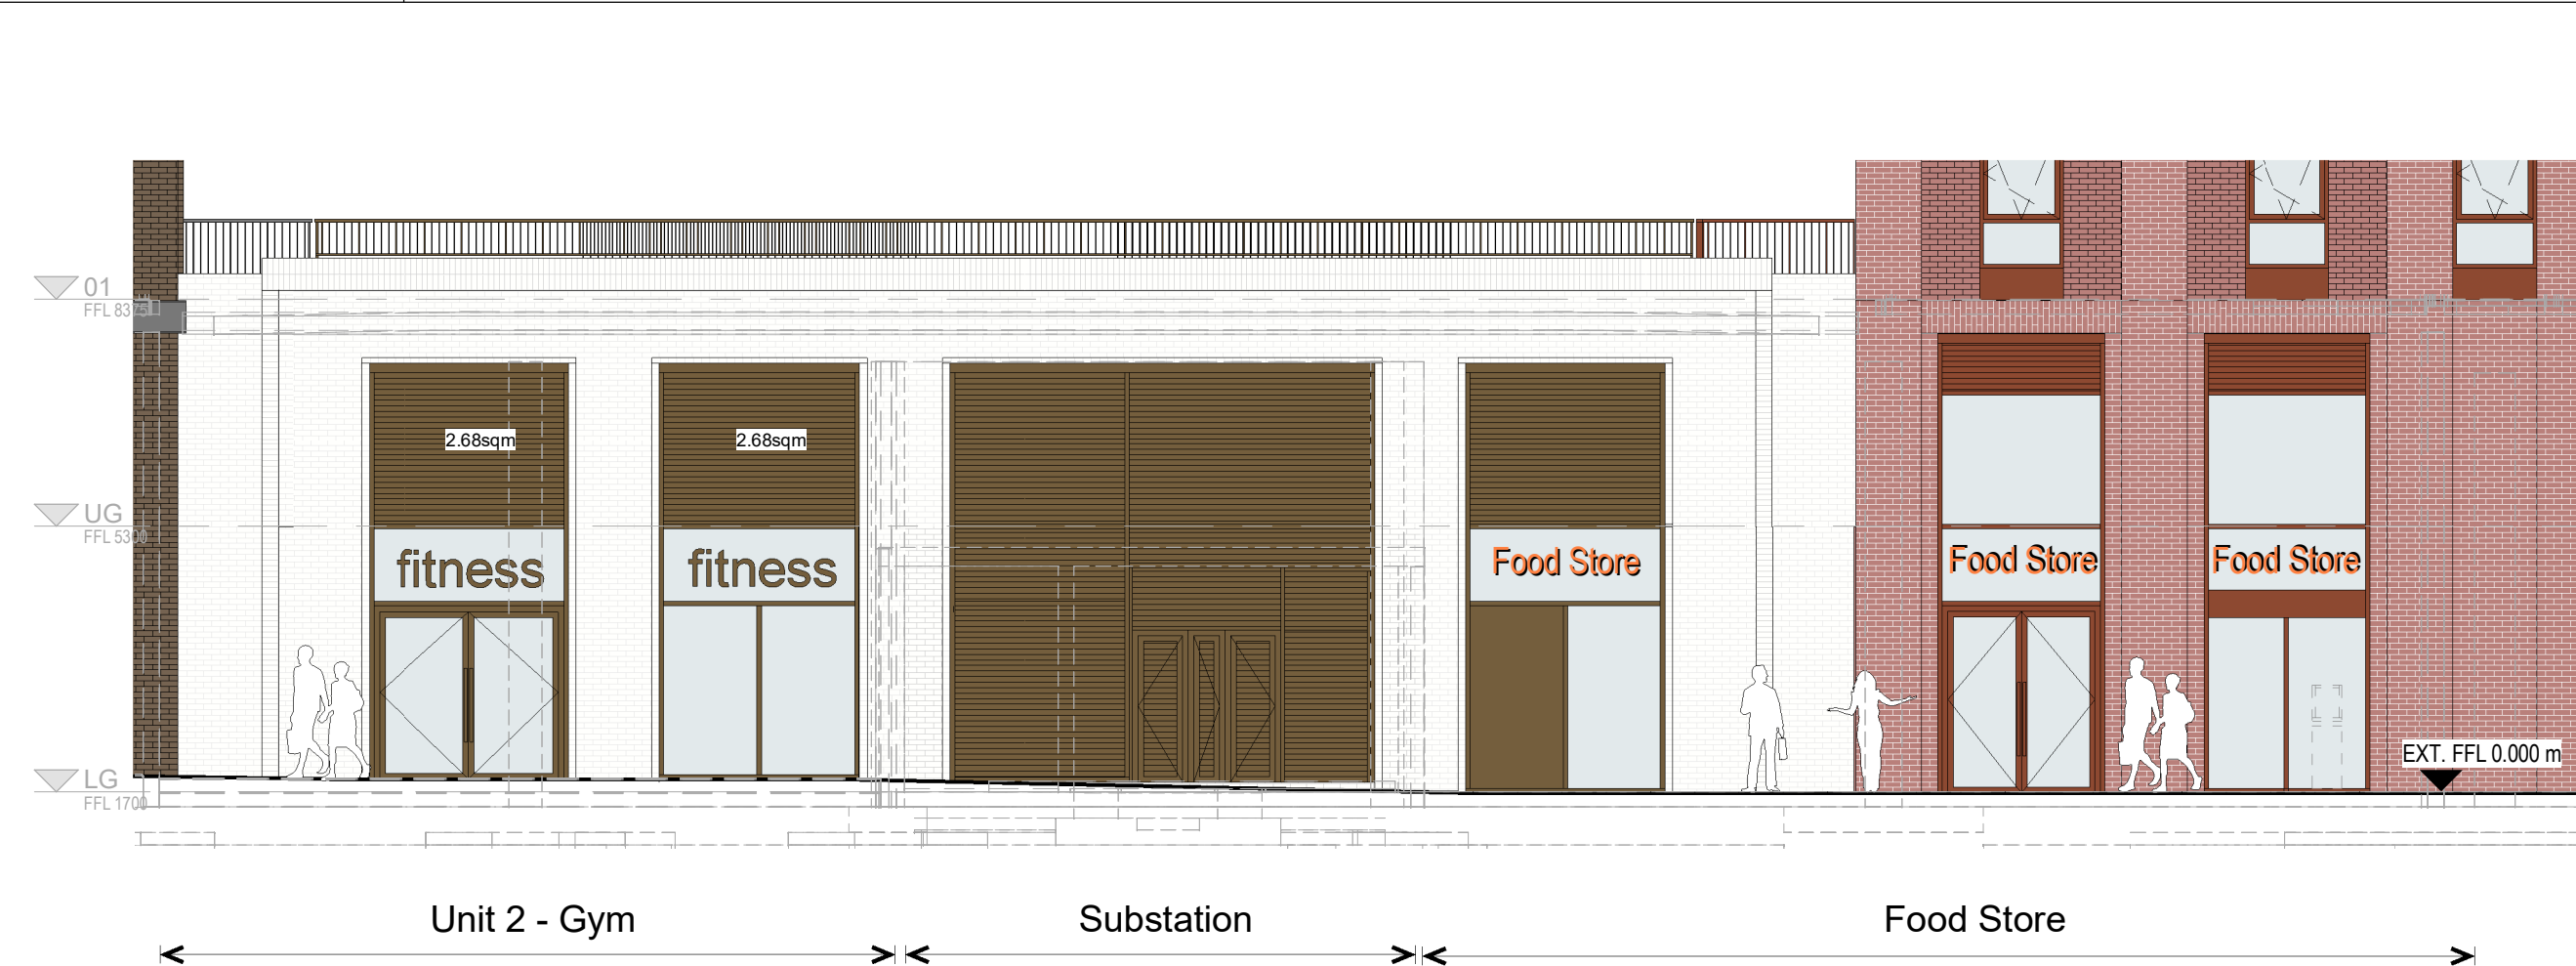 01
FFL 8375
2.68sqm
2.68sqm
UG
FFL 5300
fitness
fitness
Food Store
Food Store
Food Store
EXT. FFL 0.000 m
LG
FFL 1700
Unit 2 - Gym
Substation
Food Store